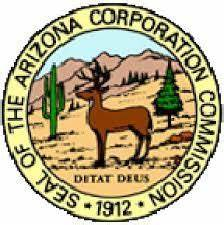 SEAL OF THE ARIZONA CORPORATION COMMISSION
DITAT DEUS
1912